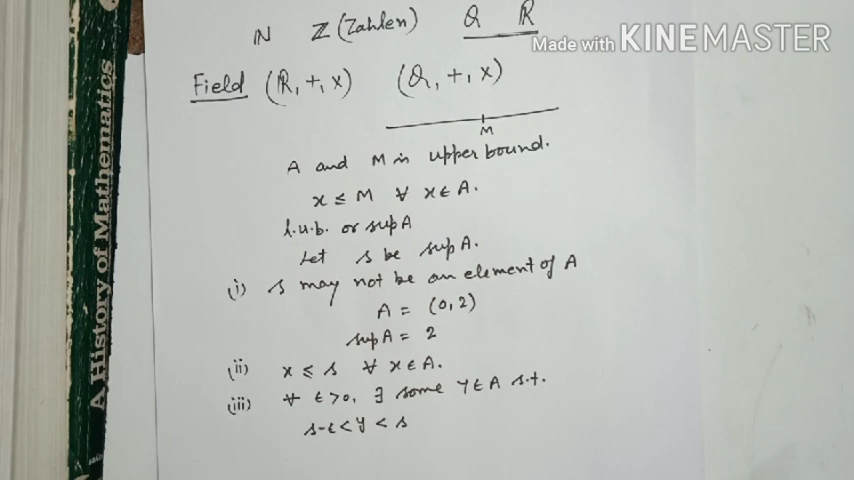 ℕ ℤ (Zahlen) ℚ ℝ
Made with KINEMASTER
Field (ℝ, +, ×) (ℚ, +, ×)
M
A and M is upper bound.
x ≤ M ∀ x ∈ A.
l.u.b. or sup A
Let s be sup A.
(i) s may not be an element of A
A = (0, 2)
sup A = 2
(ii) x ≤ s ∀ x ∈ A.
(iii) ∀ ε > 0, ∃ some y ∈ A s.t.
s-ε < y < s
A History of Mathematics